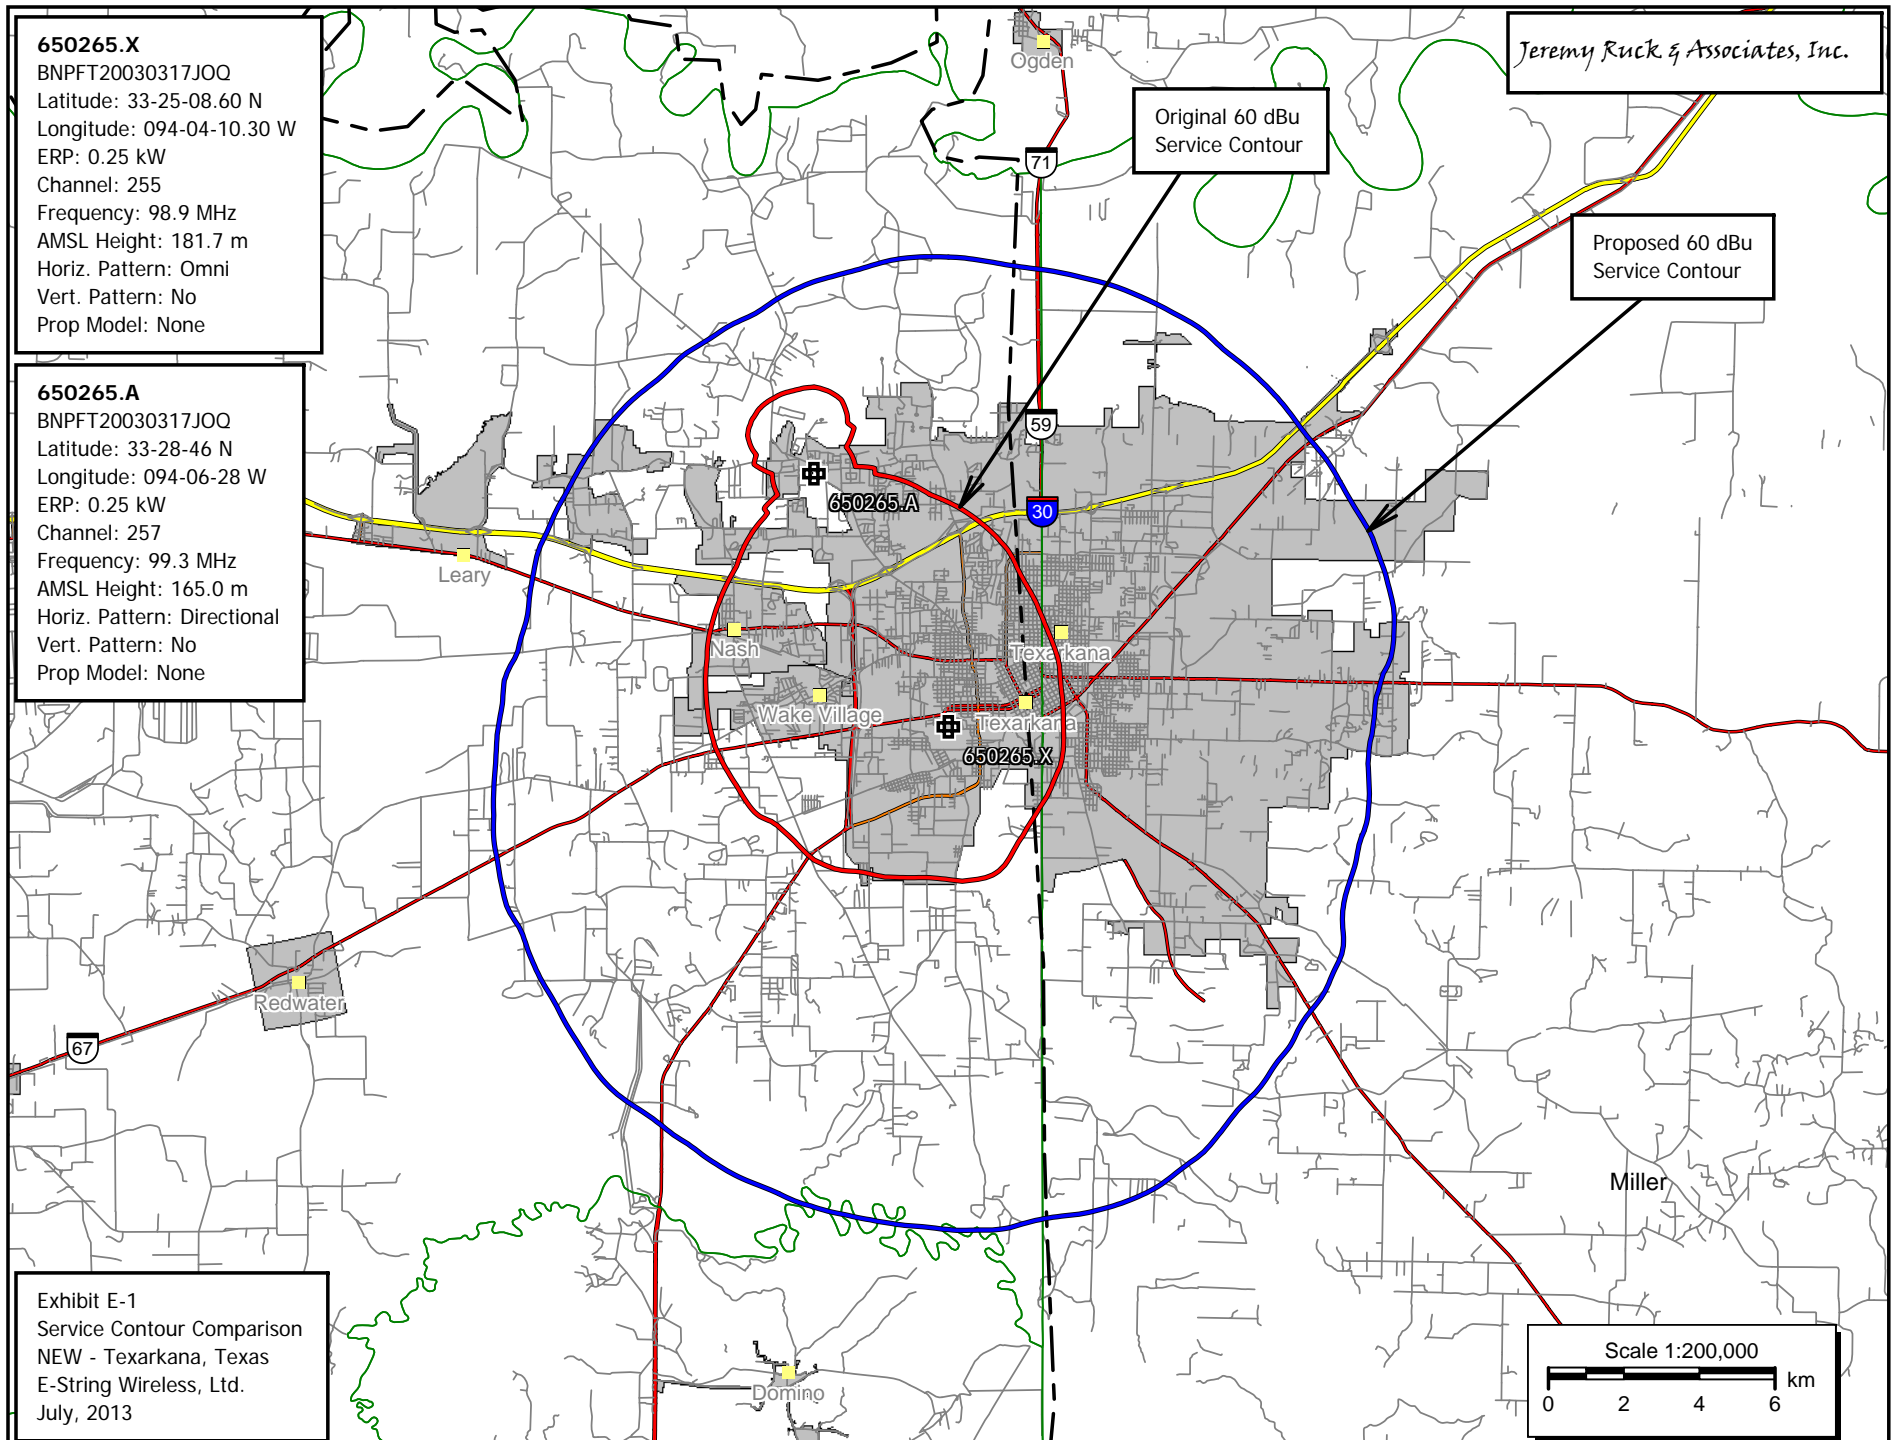 650265.X
BNPFT20030317JOQ
Latitude: 33-25-08.60 N
Longitude: 094-04-10.30 W
ERP: 0.25 kW
Channel: 255
Frequency: 98.9 MHz
AMSL Height: 181.7 m
Horiz. Pattern: Omni
Vert. Pattern: No
Prop Model: None
650265.A
BNPFT20030317JOQ
Latitude: 33-28-46 N
Longitude: 094-06-28 W
ERP: 0.25 kW
Channel: 257
Frequency: 99.3 MHz
AMSL Height: 165.0 m
Horiz. Pattern: Directional
Vert. Pattern: No
Prop Model: None
Jeremy Ruck & Associates, Inc.
Ogden
Original 60 dBu
Service Contour
71
Proposed 60 dBu
Service Contour
59
650265.A
30
Leary
Nash
Texarkana
Wake Village
Texarkana
650265.X
Redwater
67
Miller
Domino
Exhibit E-1
Service Contour Comparison
NEW - Texarkana, Texas
E-String Wireless, Ltd.
July, 2013
Scale 1:200,000
km
0 2 4 6